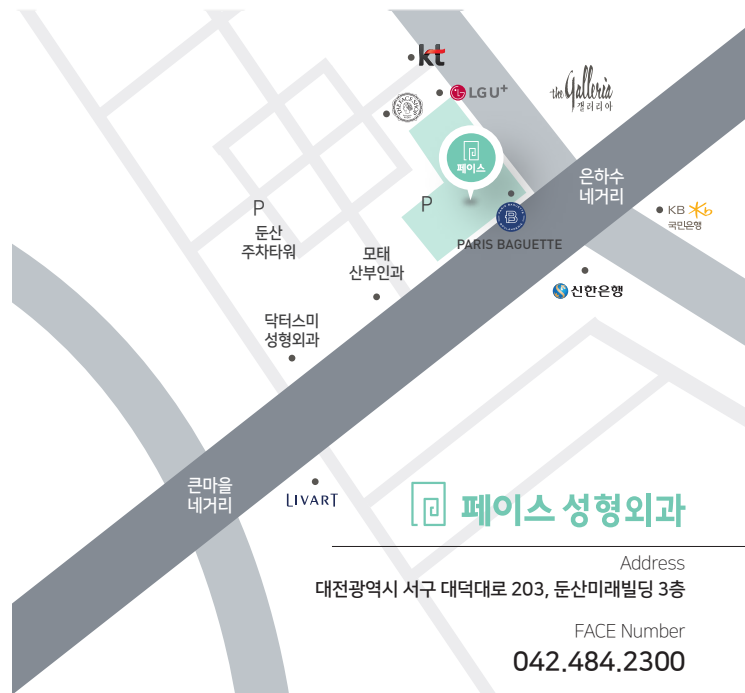 kt
LG U+
THE FACE SHOP
the Galleria
갤러리아
페이스
은하수
네거리
KB
국민은행
P
P
둔산
주차타워
B
PARIS BAGUETTE
모태
산부인과
신한은행
닥터스미
성형외과
큰마을
네거리
LIVART
페이스 성형외과
Address
대전광역시 서구 대덕대로 203, 둔산미래빌딩 3층
FACE Number
042.484.2300